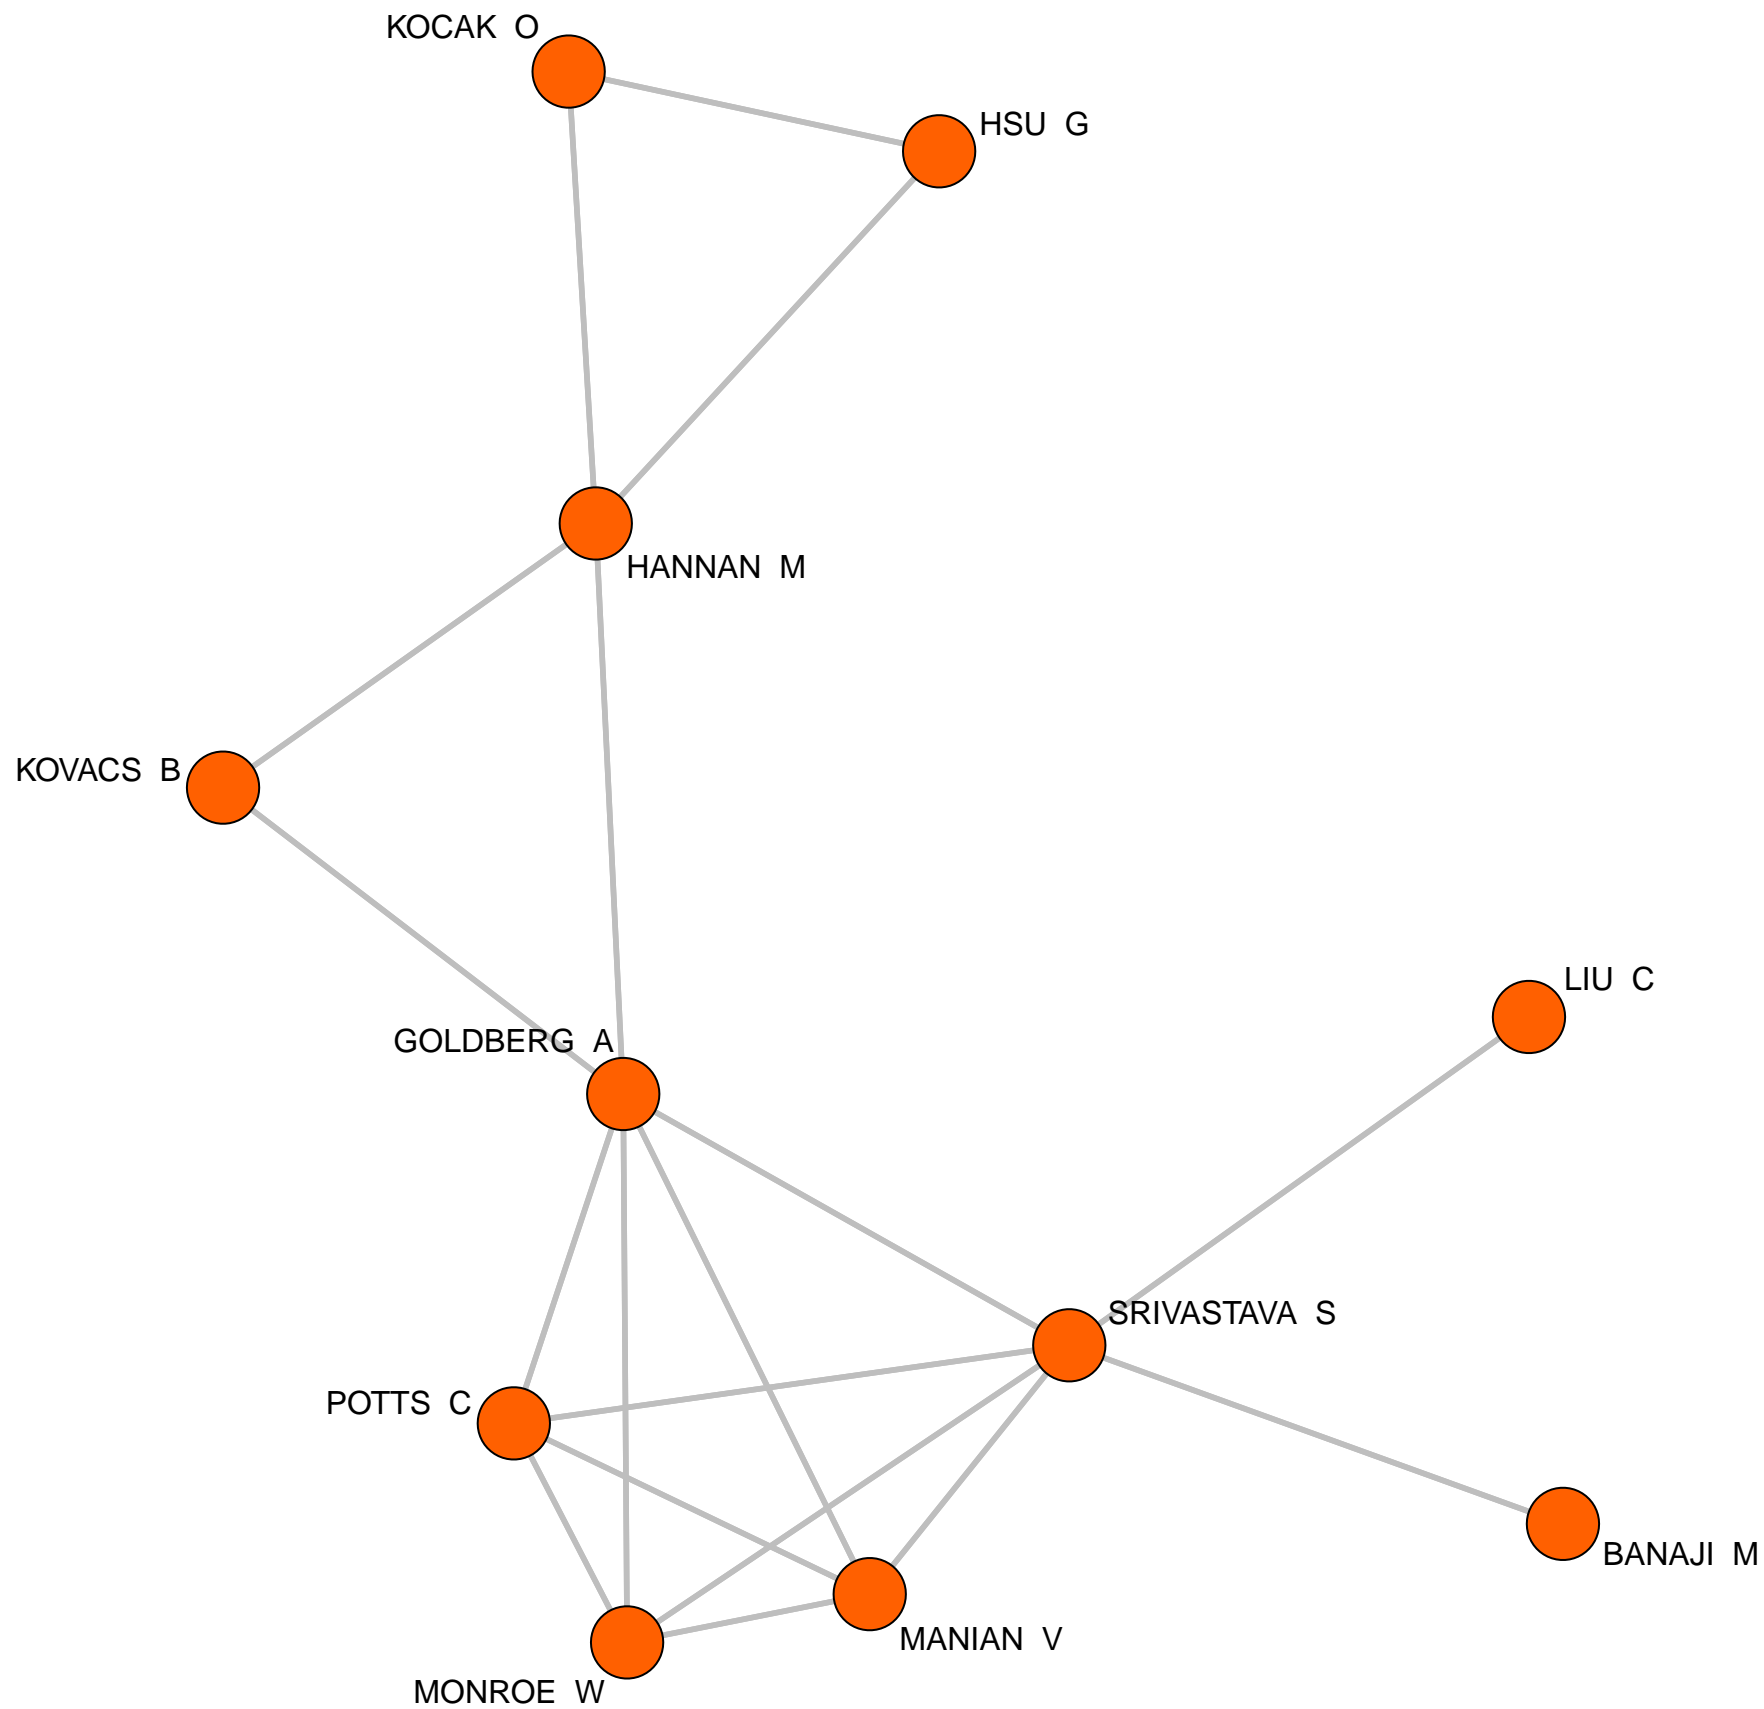 KOCAK O
HSU G
HANNAN M
KOVACS B
LIU C
GOLDBERG A
SRIVASTAVA S
POTTS C
BANAJI M
MANIAN V
MONROE W